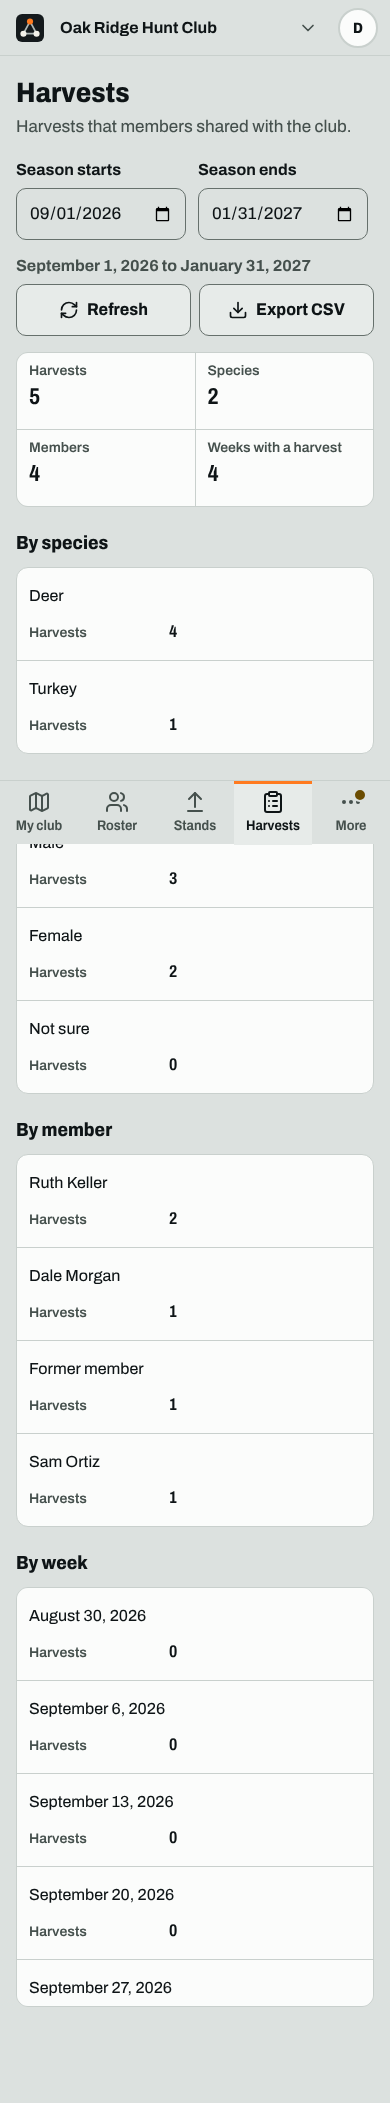 Oak Ridge Hunt Club
D
Harvests
Harvests that members shared with the club.
Season starts
Season ends
09/01/2026
01/31/2027
September 1, 2026 to January 31, 2027
Refresh
Export CSV
Harvests
5
Species
2
Members
4
Weeks with a harvest
4
By species
Deer
Harvests 4
Turkey
Harvests 1
My club
Roster
Stands
Harvests
More
Male
Harvests 3
Female
Harvests 2
Not sure
Harvests 0
By member
Ruth Keller
Harvests 2
Dale Morgan
Harvests 1
Former member
Harvests 1
Sam Ortiz
Harvests 1
By week
August 30, 2026
Harvests 0
September 6, 2026
Harvests 0
September 13, 2026
Harvests 0
September 20, 2026
Harvests 0
September 27, 2026